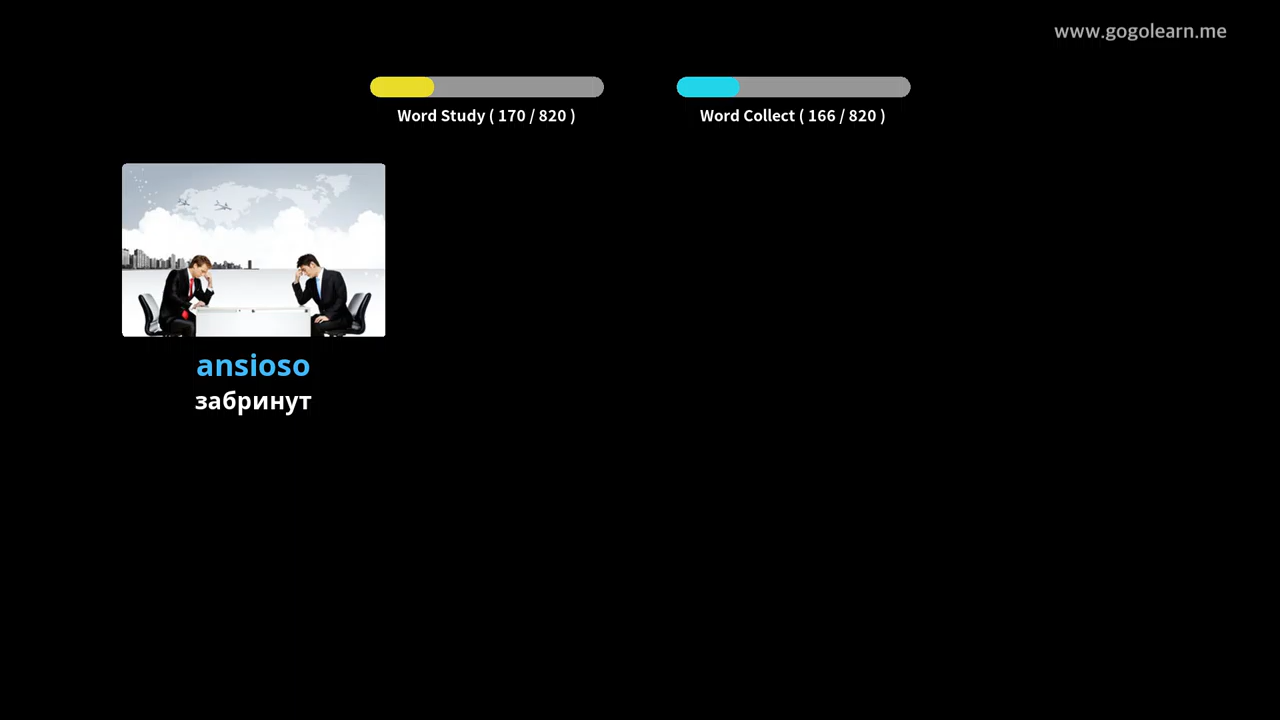 www.gogolearn.me
Word Study ( 170 / 820 )
Word Collect ( 166 / 820 )
ansioso
забринут